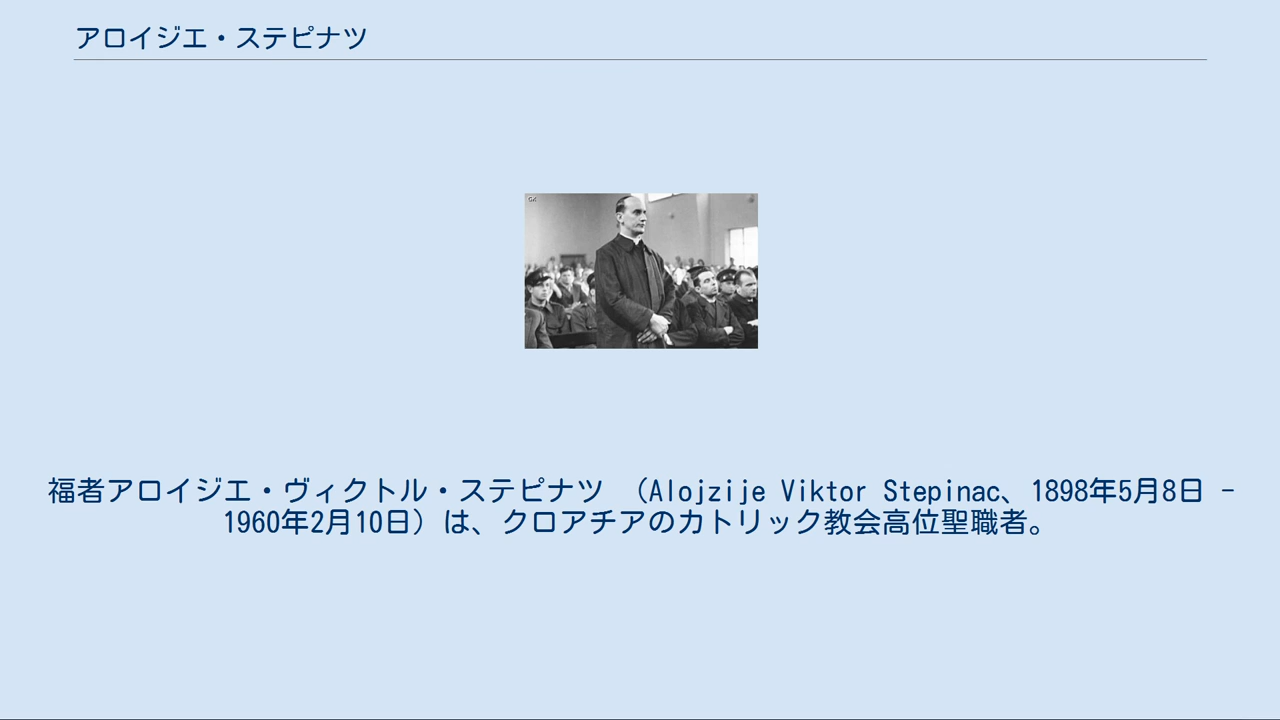 アロイジエ・ステピナツ
GK
福者アロイジエ・ヴィクトル・ステピナツ （Alojzije Viktor Stepinac、1898年5月8日 -
1960年2月10日）は、クロアチアのカトリック教会高位聖職者。